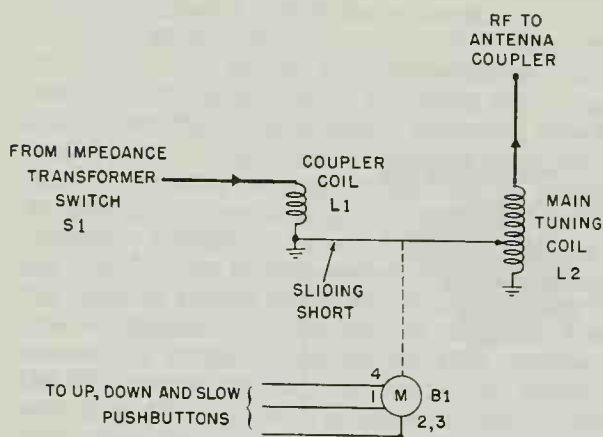 RF TO
ANTENNA
COUPLER
FROM IMPEDANCE
TRANSFORMER
SWITCH
S1
COUPLER
COIL
L1
MAIN
TUNING
COIL
L2
SLIDING
SHORT
TO UP, DOWN AND SLOW
PUSHBUTTONS
4
1
M
B1
2,3